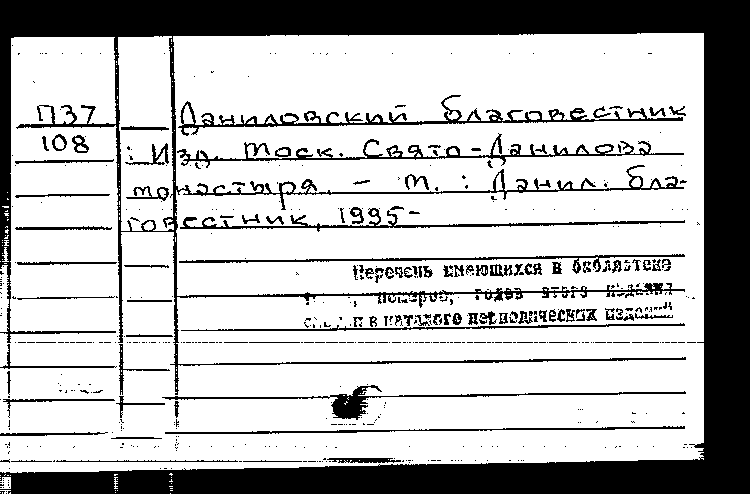 П37
108
Даниловский благовестник
: Изд. Моск. Свято-Данилова
монастыря. – М. : Данил. бла-
говестник, 1995-
Перечень имеющихся в библиотеке
номеров, годов этого издания
в каталоге периодических изданий